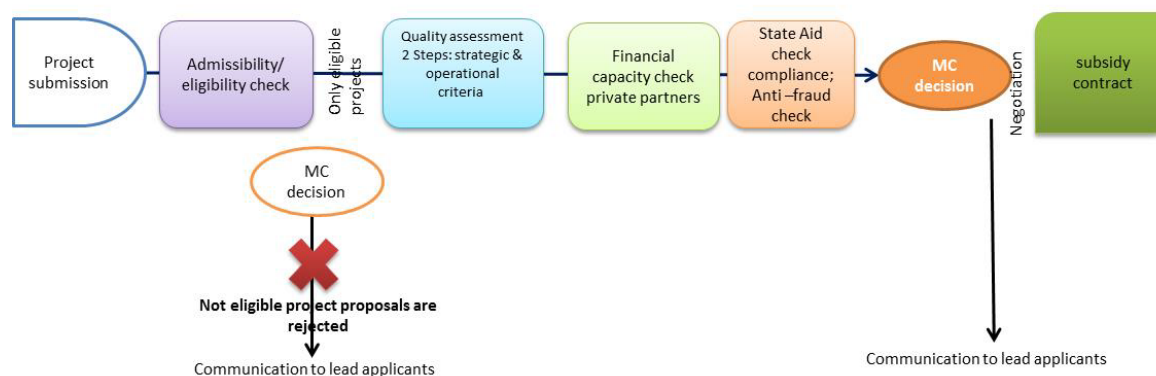 Project
submission
Admissibility/
eligibility check
Only eligible
projects
Quality assessment
2 Steps: strategic &
operational
criteria
Financial
capacity check
private partners
State Aid
check
compliance;
Anti –fraud
check
MC
decision
Negotiation
subsidy
contract
MC
decision
Not eligible project proposals are
rejected
Communication to lead applicants
Communication to lead applicants